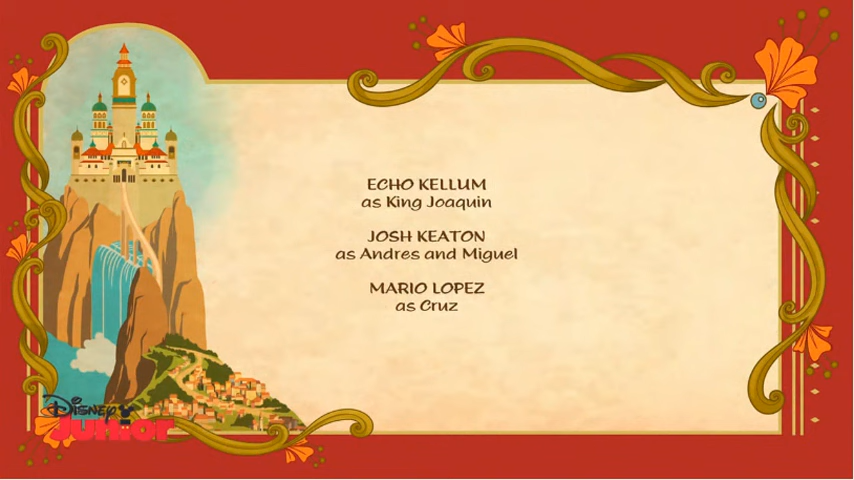 ECHO KELLUM
as King Joaquin
JOSH KEATON
as Andres and Miguel
MARIO LOPEZ
as Cruz
DISNEY
JUNIOR